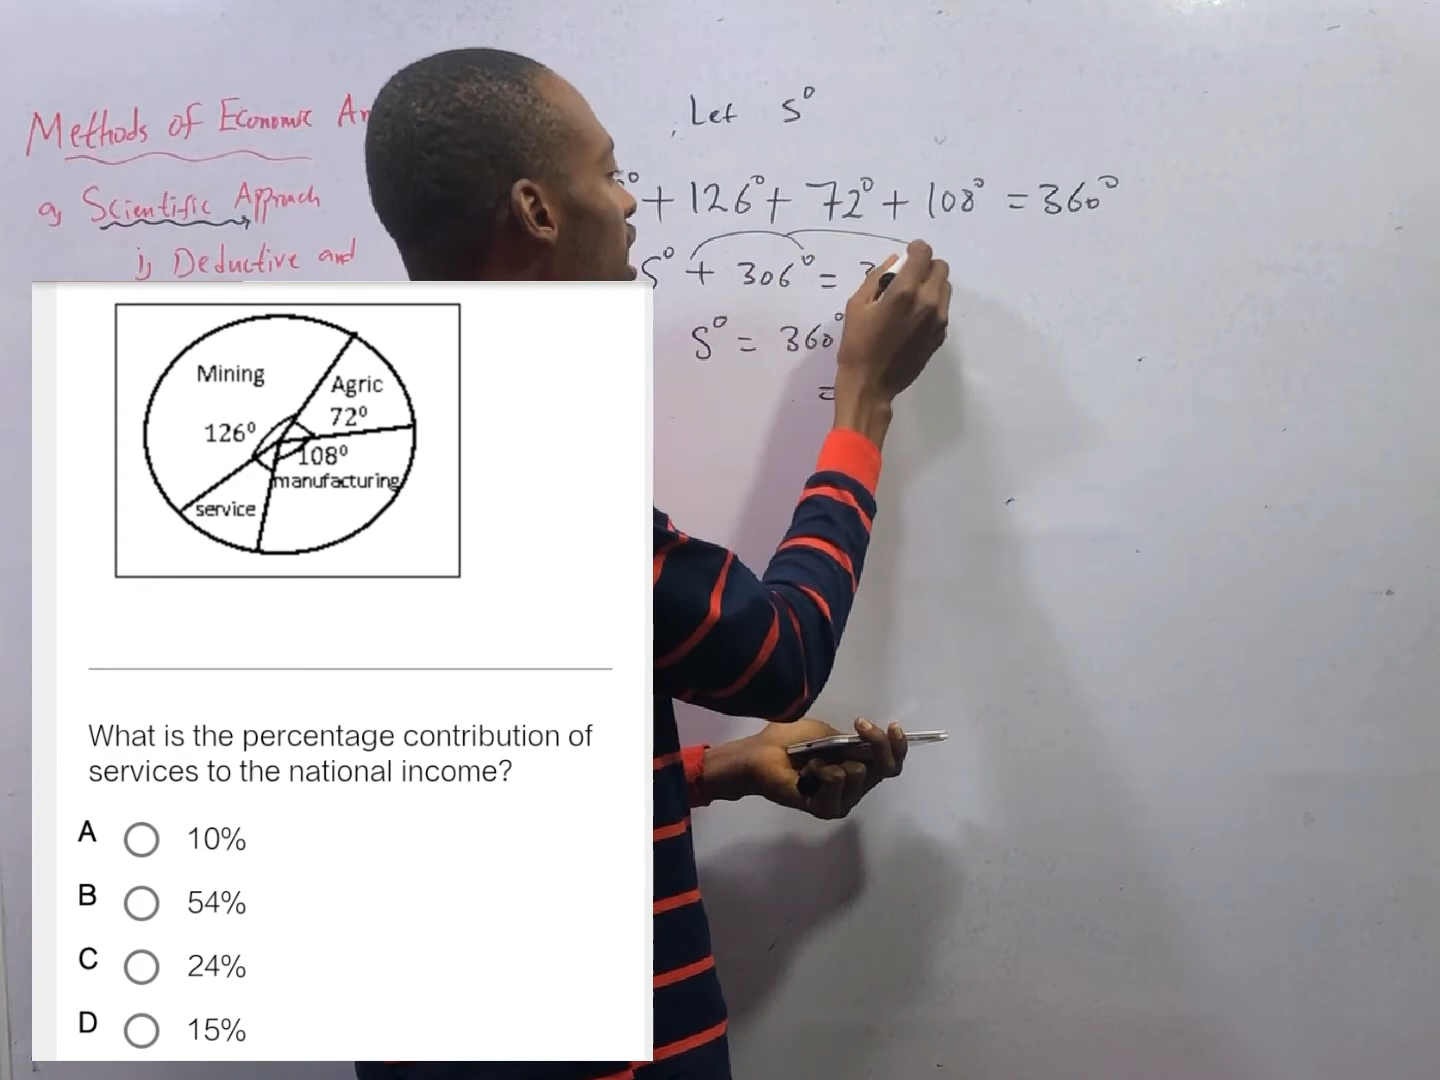 Methods of Economic
a) Scientific Approach
i) Deductive and
Let S°
+ 126° + 72° + 108° = 360°
S° + 306° =
S° = 360°
=
Mining
126°
Agric
72°
108°
manufacturing
service
What is the percentage contribution of
services to the national income?
A 10%
B 54%
C 24%
D 15%